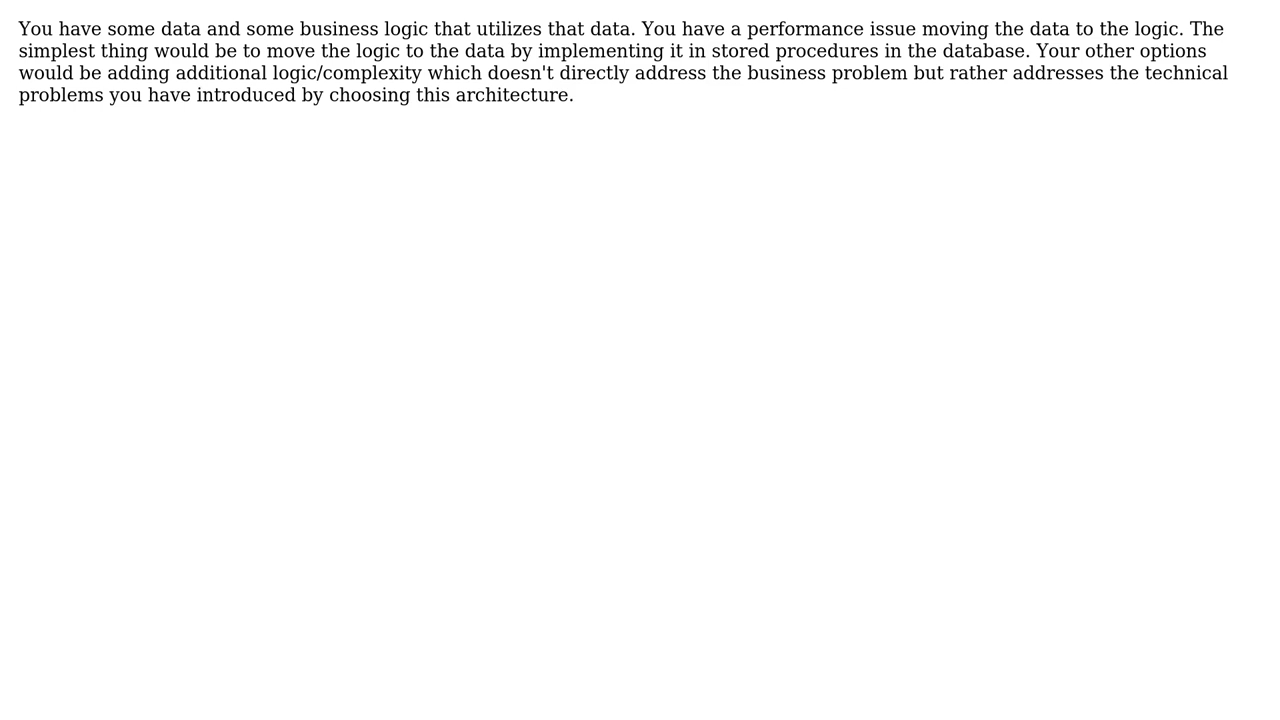 You have some data and some business logic that utilizes that data. You have a performance issue moving the data to the logic. The
simplest thing would be to move the logic to the data by implementing it in stored procedures in the database. Your other options
would be adding additional logic/complexity which doesn't directly address the business problem but rather addresses the technical
problems you have introduced by choosing this architecture.